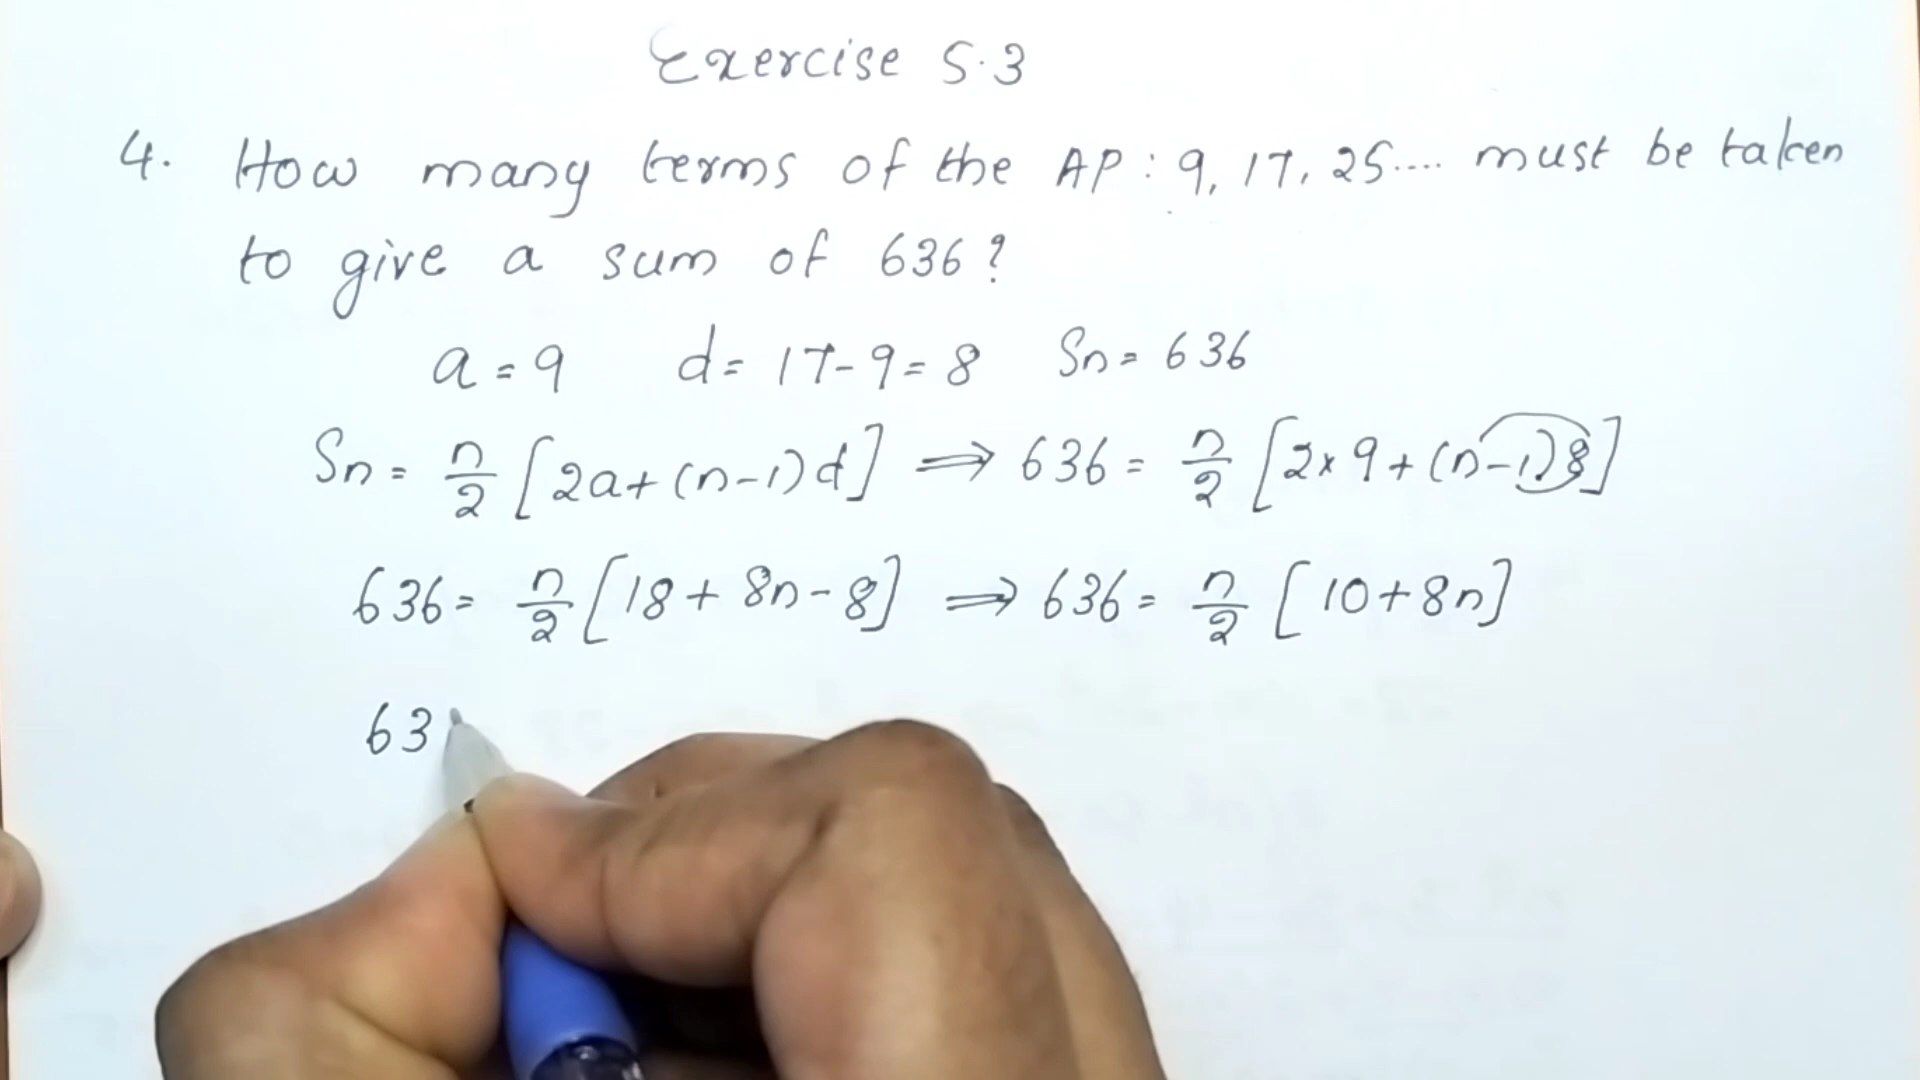 Exercise 5.3
4. How many terms of the AP : 9, 17, 25.... must be taken
to give a sum of 636?
a = 9 d = 17-9 = 8 Sn = 636
Sn = n/2 [2a+(n-1)d] ⟹ 636 = n/2 [2×9+(n-1)8]
636 = n/2 [18+8n-8] ⟹ 636 = n/2 [10+8n]
63